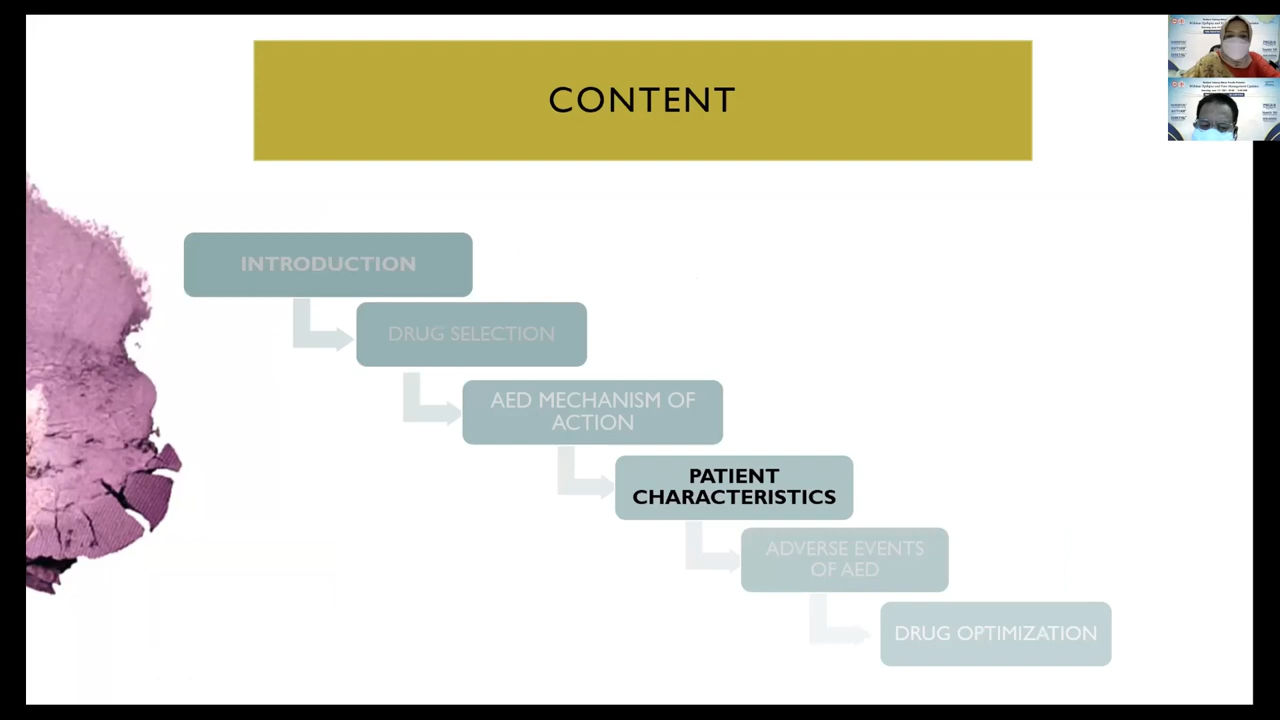 CONTENT
INTRODUCTION
DRUG SELECTION
AED MECHANISM OF
ACTION
PATIENT
CHARACTERISTICS
ADVERSE EVENTS
OF AED
DRUG OPTIMIZATION